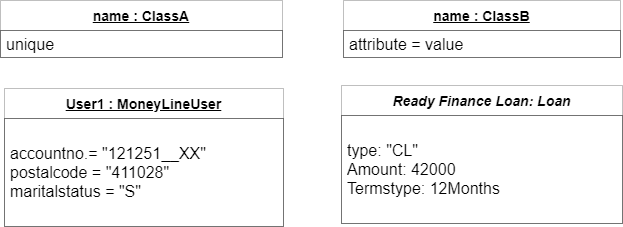 name : ClassA
unique
name : ClassB
attribute = value
User1 : MoneyLineUser
accountno.= "121251__XX"
postalcode = "411028"
maritalstatus = "S"
Ready Finance Loan: Loan
type: "CL"
Amount: 42000
Termstype: 12Months